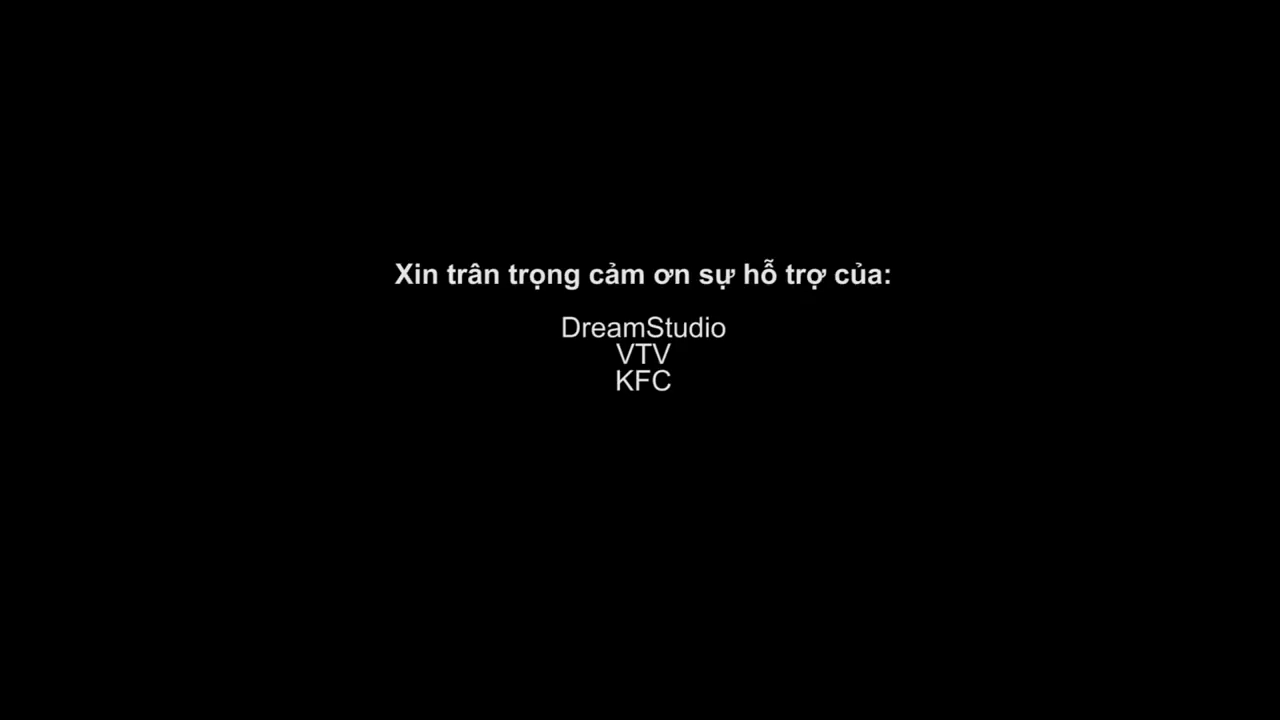 Xin trân trọng cảm ơn sự hỗ trợ của:
DreamStudio
VTV
KFC